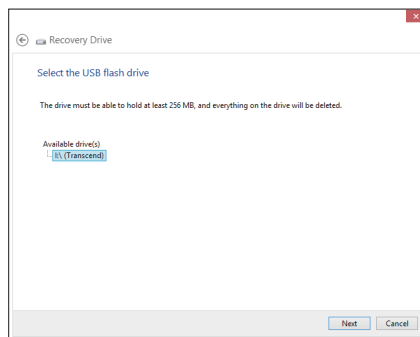 Recovery Drive
Select the USB flash drive
The drive must be able to hold at least 256 MB, and everything on the drive will be deleted.
Available drive(s)
I:\ (Transcend)
Next
Cancel